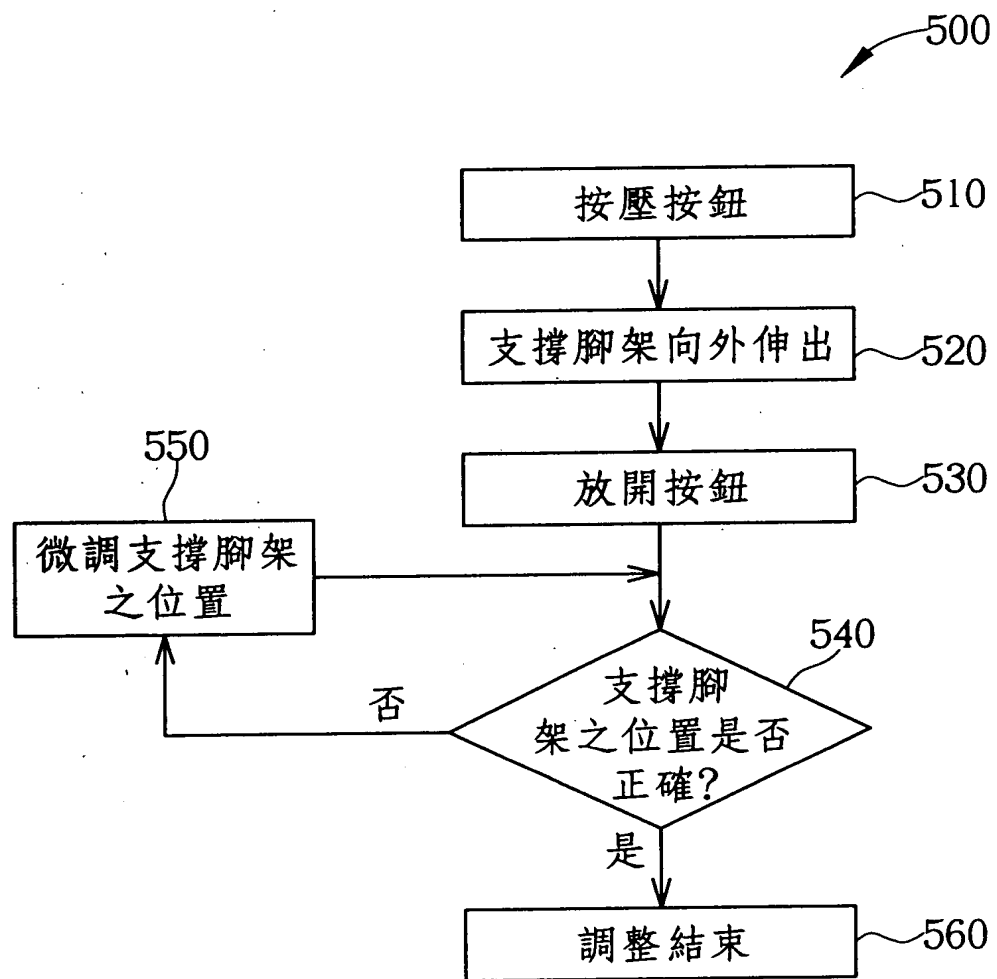 500
按壓按鈕
510
支撐腳架向外伸出
520
放開按鈕
530
550
微調支撐腳架
之位置
540
支撐腳
架之位置是否
正確?
否
是
調整結束
560